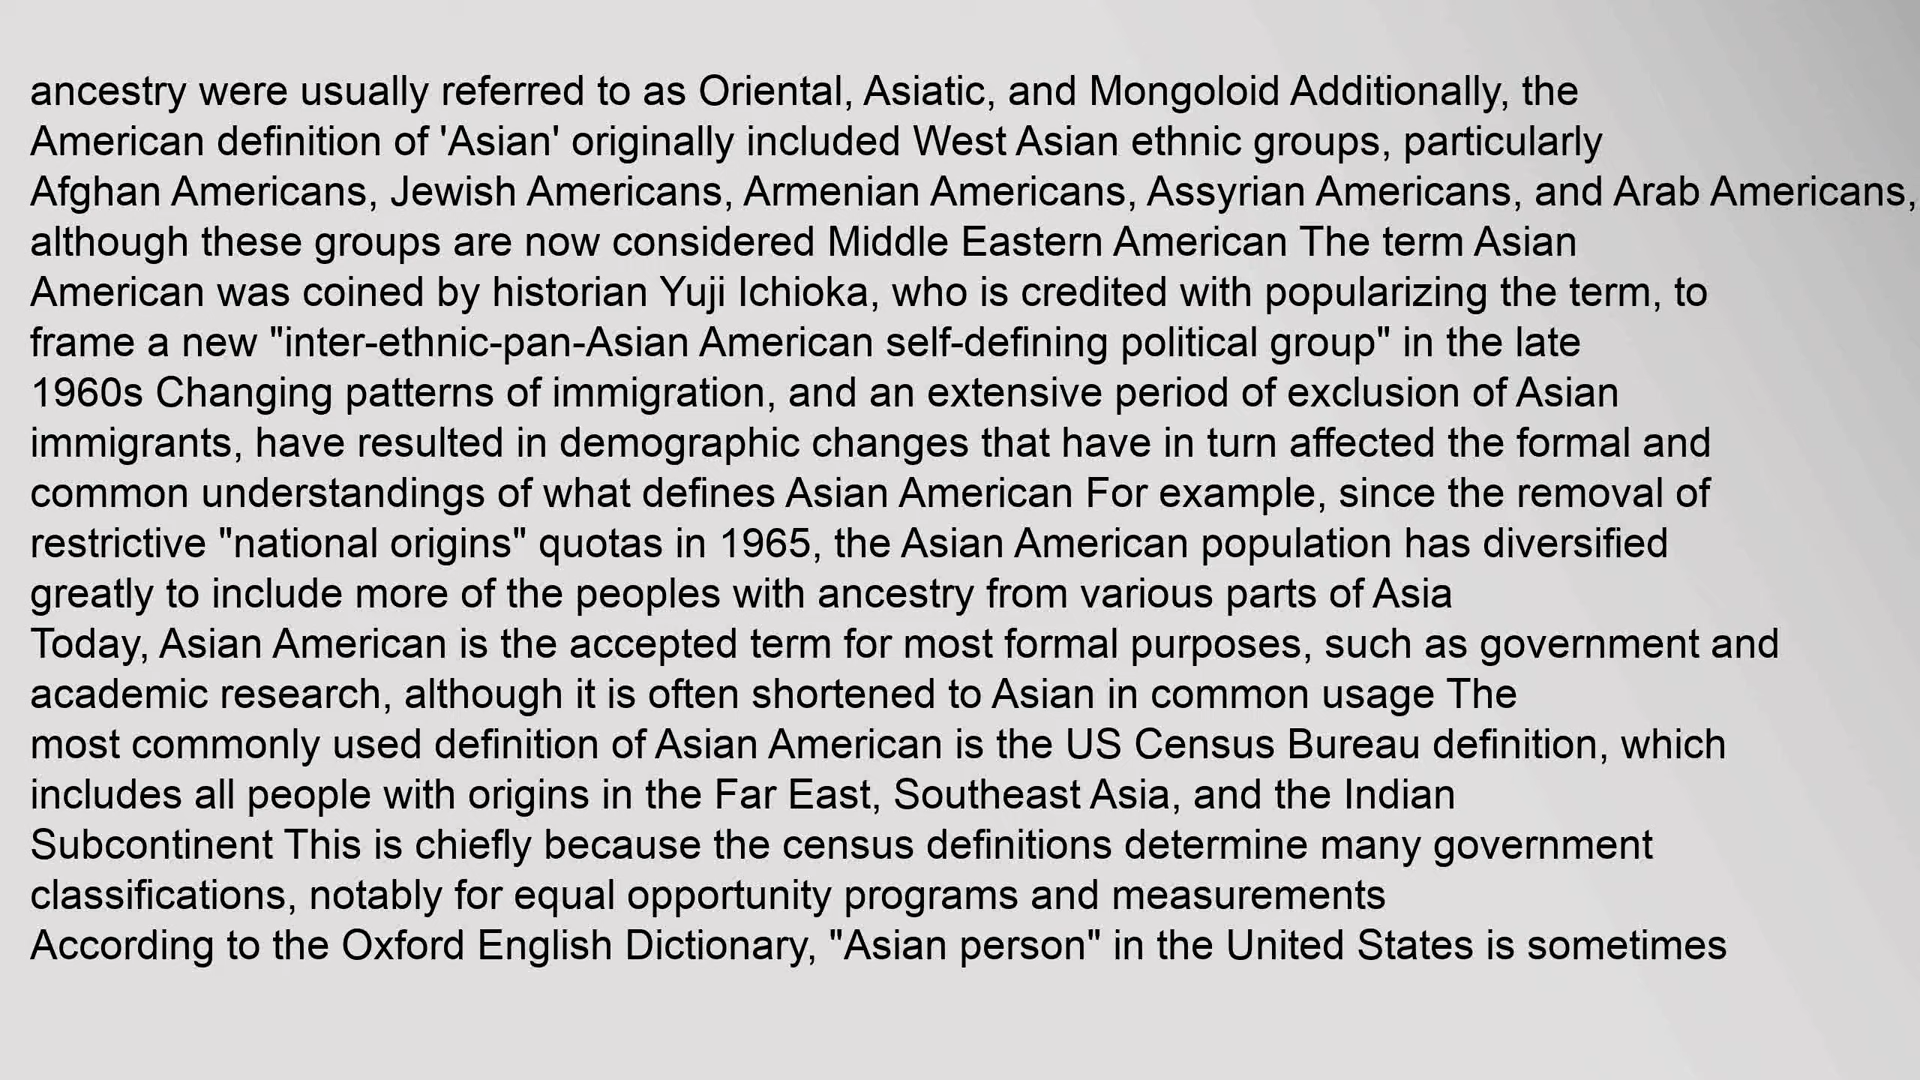 ancestry were usually referred to as Oriental, Asiatic, and Mongoloid Additionally, the
American definition of 'Asian' originally included West Asian ethnic groups, particularly
Afghan Americans, Jewish Americans, Armenian Americans, Assyrian Americans, and Arab Americans,
although these groups are now considered Middle Eastern American The term Asian
American was coined by historian Yuji Ichioka, who is credited with popularizing the term, to
frame a new "inter-ethnic-pan-Asian American self-defining political group" in the late
1960s Changing patterns of immigration, and an extensive period of exclusion of Asian
immigrants, have resulted in demographic changes that have in turn affected the formal and
common understandings of what defines Asian American For example, since the removal of
restrictive "national origins" quotas in 1965, the Asian American population has diversified
greatly to include more of the peoples with ancestry from various parts of Asia
Today, Asian American is the accepted term for most formal purposes, such as government and
academic research, although it is often shortened to Asian in common usage The
most commonly used definition of Asian American is the US Census Bureau definition, which
includes all people with origins in the Far East, Southeast Asia, and the Indian
Subcontinent This is chiefly because the census definitions determine many government
classifications, notably for equal opportunity programs and measurements
According to the Oxford English Dictionary, "Asian person" in the United States is sometimes